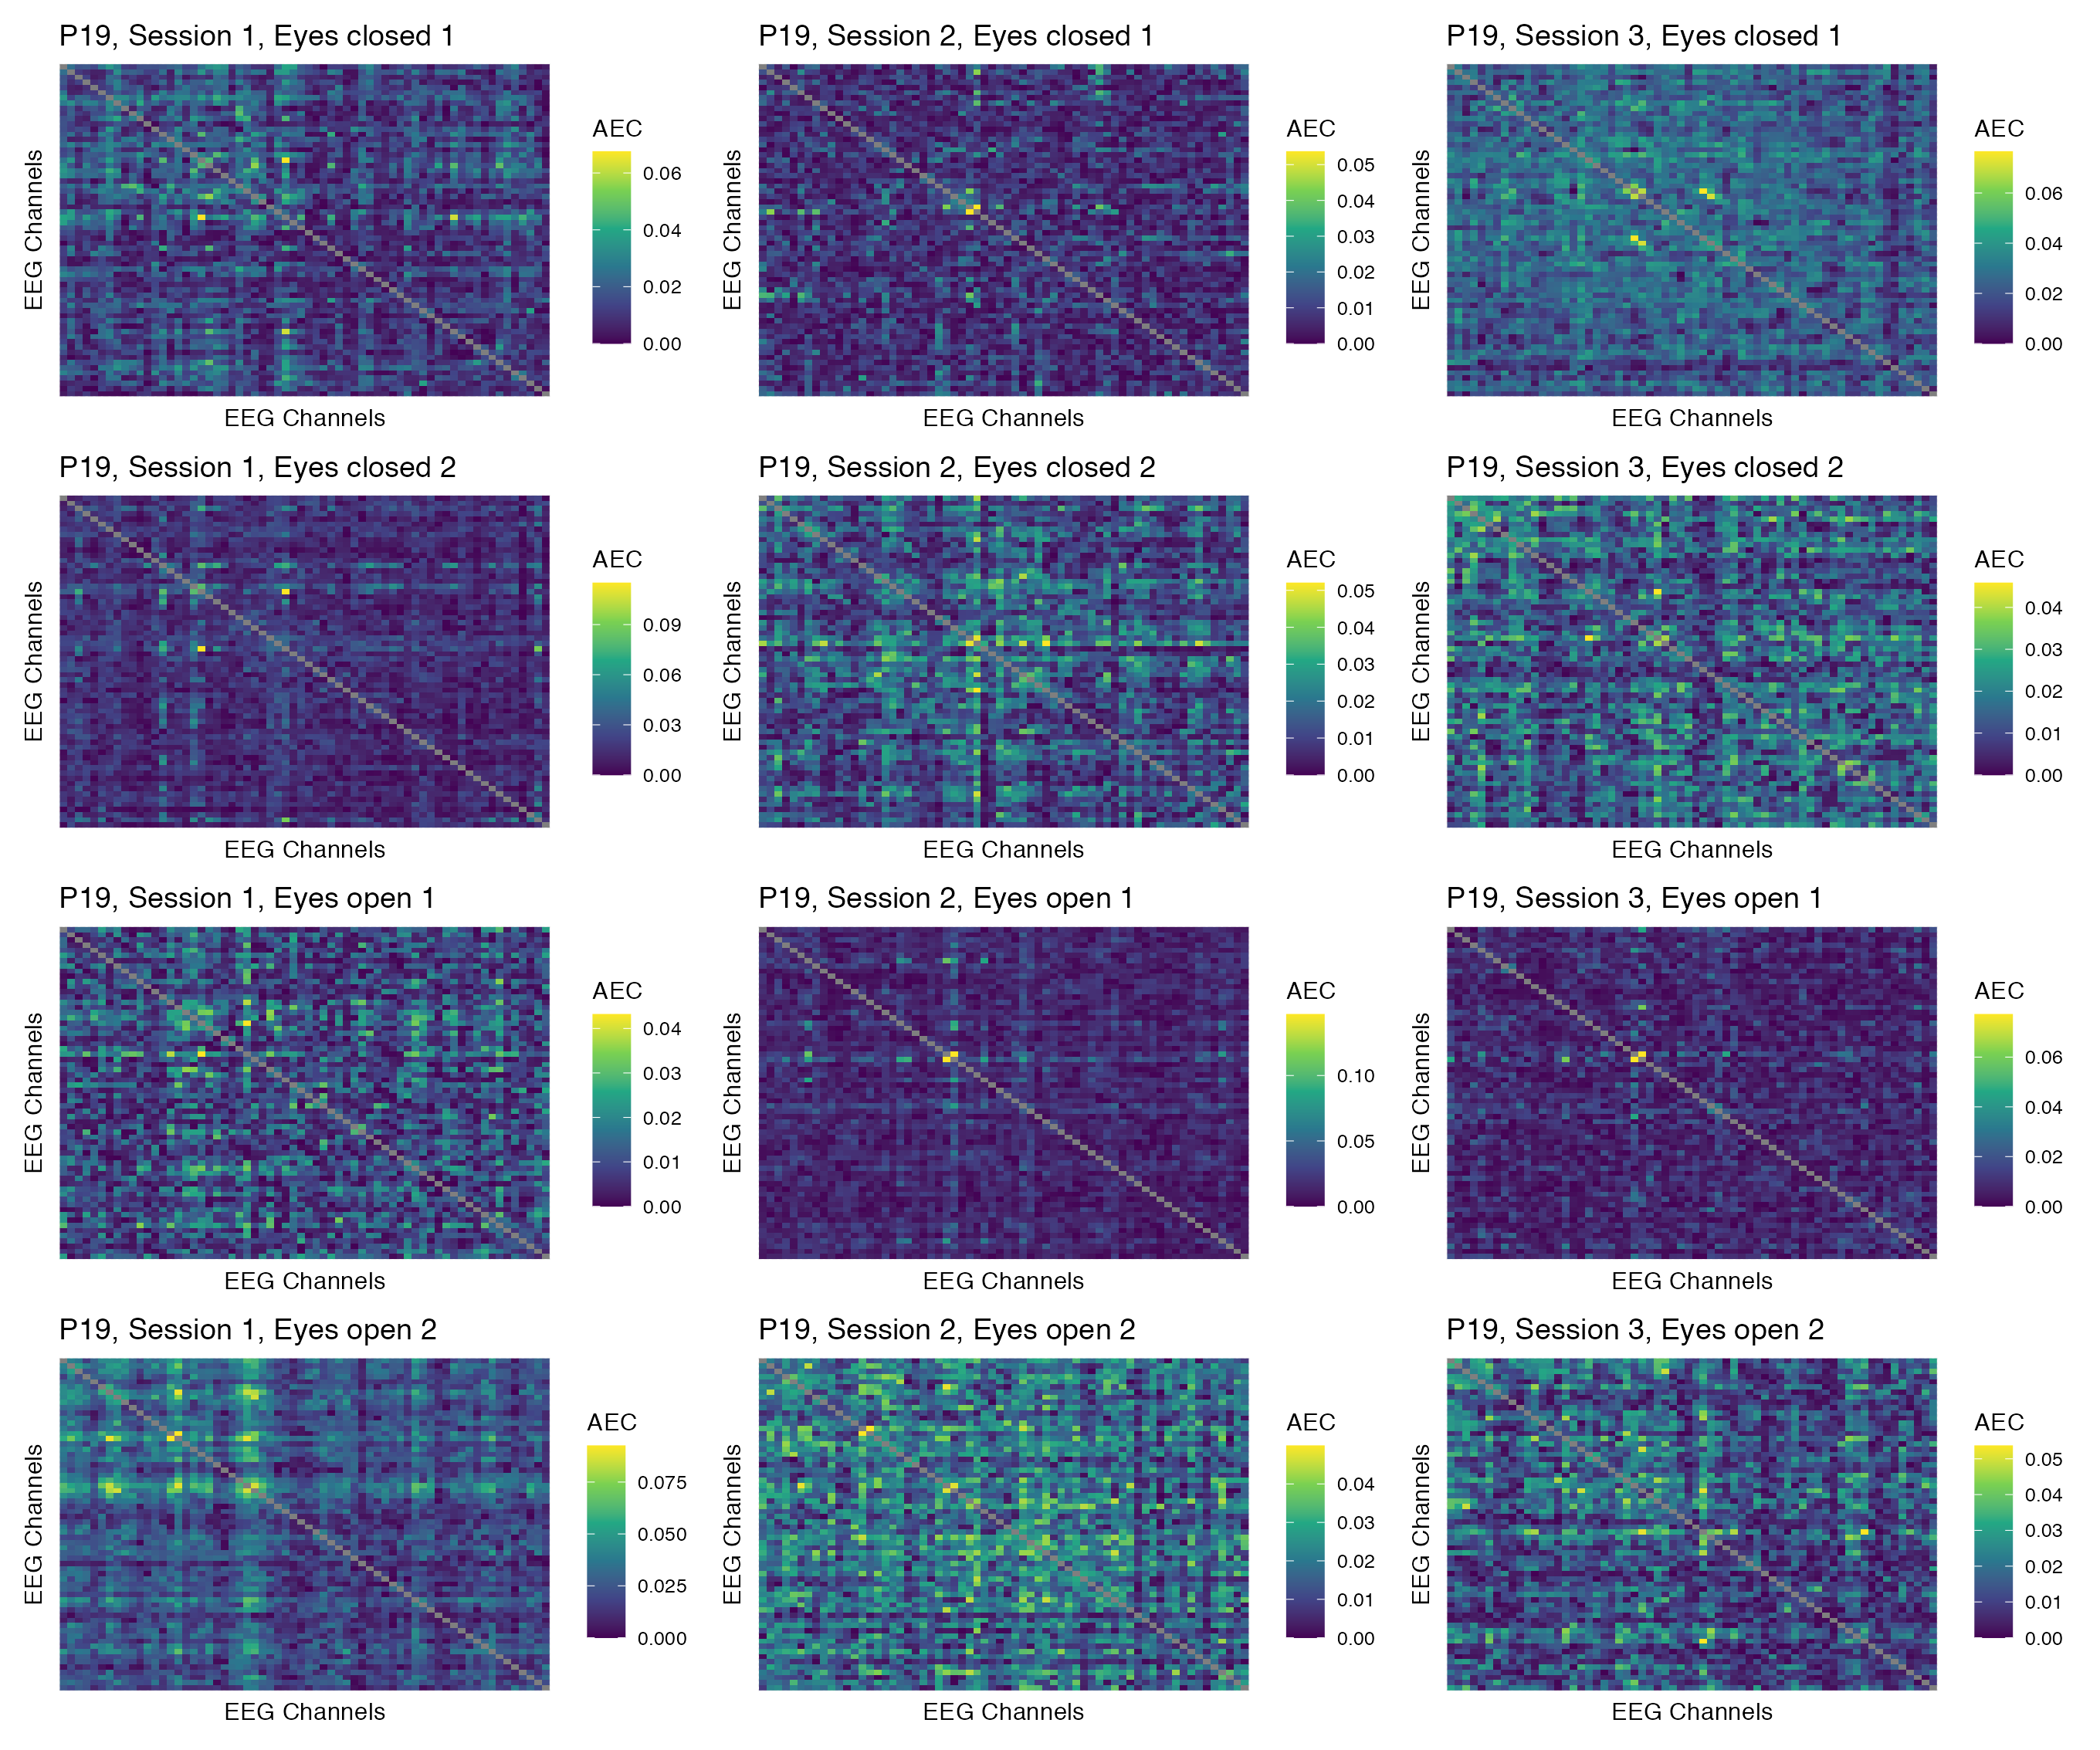 P19, Session 1, Eyes closed 1
EEG Channels
EEG Channels
AEC
0.06
0.04
0.02
0.00
P19, Session 2, Eyes closed 1
EEG Channels
EEG Channels
AEC
0.05
0.04
0.03
0.02
0.01
0.00
P19, Session 3, Eyes closed 1
EEG Channels
EEG Channels
AEC
0.06
0.04
0.02
0.00
P19, Session 1, Eyes closed 2
EEG Channels
EEG Channels
AEC
0.09
0.06
0.03
0.00
P19, Session 2, Eyes closed 2
EEG Channels
EEG Channels
AEC
0.05
0.04
0.03
0.02
0.01
0.00
P19, Session 3, Eyes closed 2
EEG Channels
EEG Channels
AEC
0.04
0.03
0.02
0.01
0.00
P19, Session 1, Eyes open 1
EEG Channels
EEG Channels
AEC
0.04
0.03
0.02
0.01
0.00
P19, Session 2, Eyes open 1
EEG Channels
EEG Channels
AEC
0.10
0.05
0.00
P19, Session 3, Eyes open 1
EEG Channels
EEG Channels
AEC
0.06
0.04
0.02
0.00
P19, Session 1, Eyes open 2
EEG Channels
EEG Channels
AEC
0.075
0.050
0.025
0.000
P19, Session 2, Eyes open 2
EEG Channels
EEG Channels
AEC
0.04
0.03
0.02
0.01
0.00
P19, Session 3, Eyes open 2
EEG Channels
EEG Channels
AEC
0.05
0.04
0.03
0.02
0.01
0.00